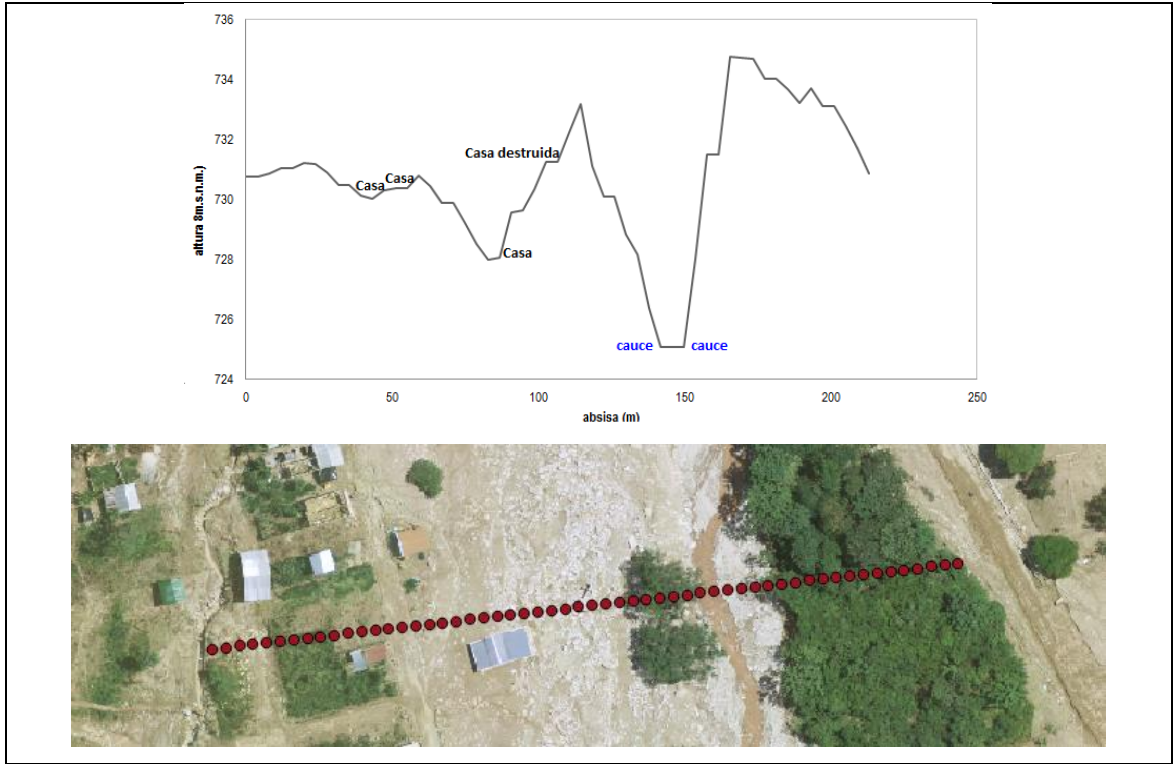 736
734
732
730
728
726
724
altura 8m.s.n.m.)
Casa destruida
Casa
Casa
Casa
cauce
cauce
0
50
100
150
200
250
absisa (m)